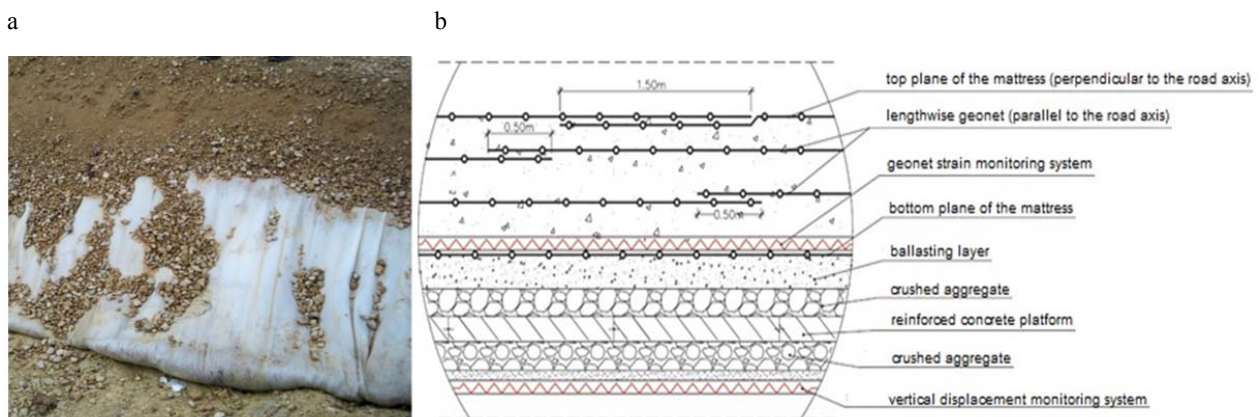 a
b
1.50m
top plane of the mattress (perpendicular to the road axis)
lengthwise geonet (parallel to the road axis)
0.50m
geonet strain monitoring system
bottom plane of the mattress
0.50m
ballasting layer
crushed aggregate
reinforced concrete platform
crushed aggregate
vertical displacement monitoring system